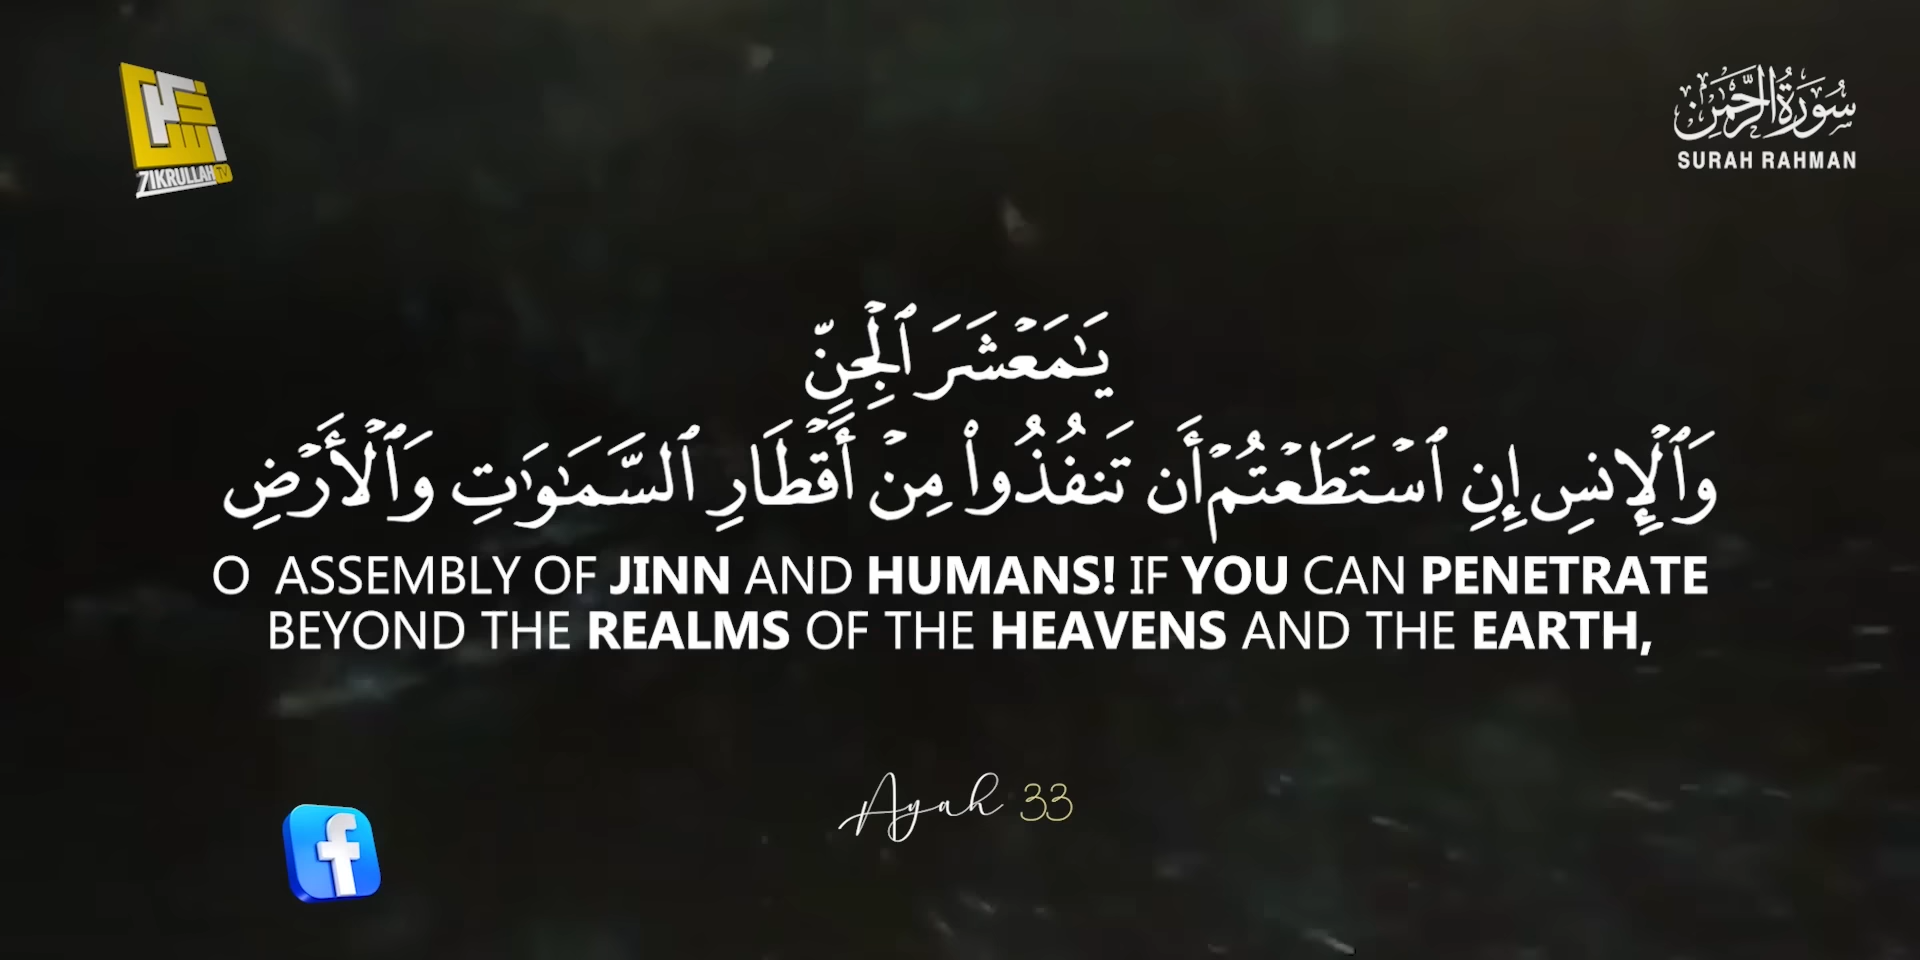 ZIKRULLAH TV
سُورَةُ الرَّحْمٰن
SURAH RAHMAN
يَـٰمَعْشَرَ ٱلْجِنِّ
وَٱلْإِنسِ إِنِ ٱسْتَطَعْتُمْ أَن تَنفُذُوا۟ مِنْ أَقْطَارِ ٱلسَّمَـٰوَٰتِ وَٱلْأَرْضِ
O ASSEMBLY OF JINN AND HUMANS! IF YOU CAN PENETRATE
BEYOND THE REALMS OF THE HEAVENS AND THE EARTH,
Ayah 33
f